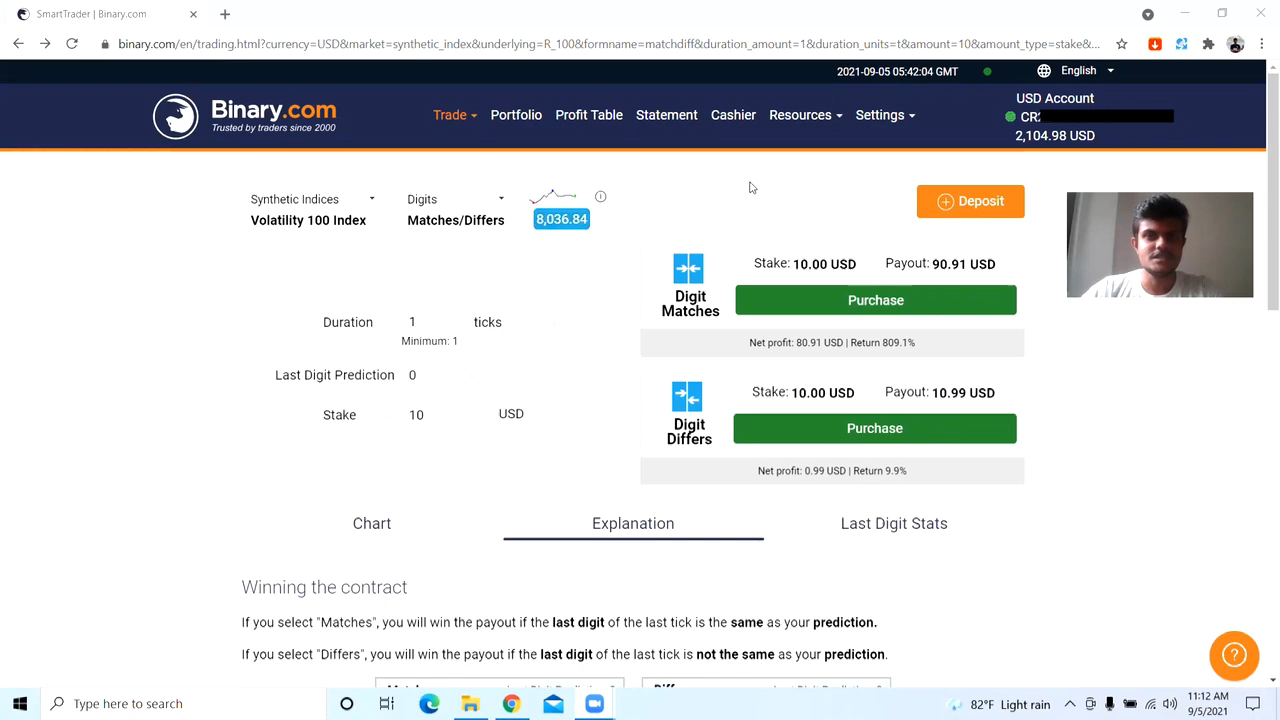 SmartTrader | Binary.com
binary.com/en/trading.html?currency=USD&market=synthetic_index&underlying=R_100&formname=matchdiff&duration_amount=1&duration_units=t&amount=10&amount_type=stake&...
2021-09-05 05:42:04 GMT
English
Binary.com
Trusted by traders since 2000
Trade
Portfolio
Profit Table
Statement
Cashier
Resources
Settings
USD Account
2,104.98 USD
Synthetic Indices
Volatility 100 Index
Digits
Matches/Differs
8,036.84
Deposit
Duration 1 ticks
Minimum: 1
Last Digit Prediction 0
Stake 10 USD
Digit
Matches
Stake: 10.00 USD Payout: 90.91 USD
Purchase
Net profit: 80.91 USD | Return 809.1%
Digit
Differs
Stake: 10.00 USD Payout: 10.99 USD
Purchase
Net profit: 0.99 USD | Return 9.9%
Chart
Explanation
Last Digit Stats
Winning the contract
If you select "Matches", you will win the payout if the last digit of the last tick is the same as your prediction.
If you select "Differs", you will win the payout if the last digit of the last tick is not the same as your prediction.
Type here to search
82°F Light rain
11:12 AM
9/5/2021